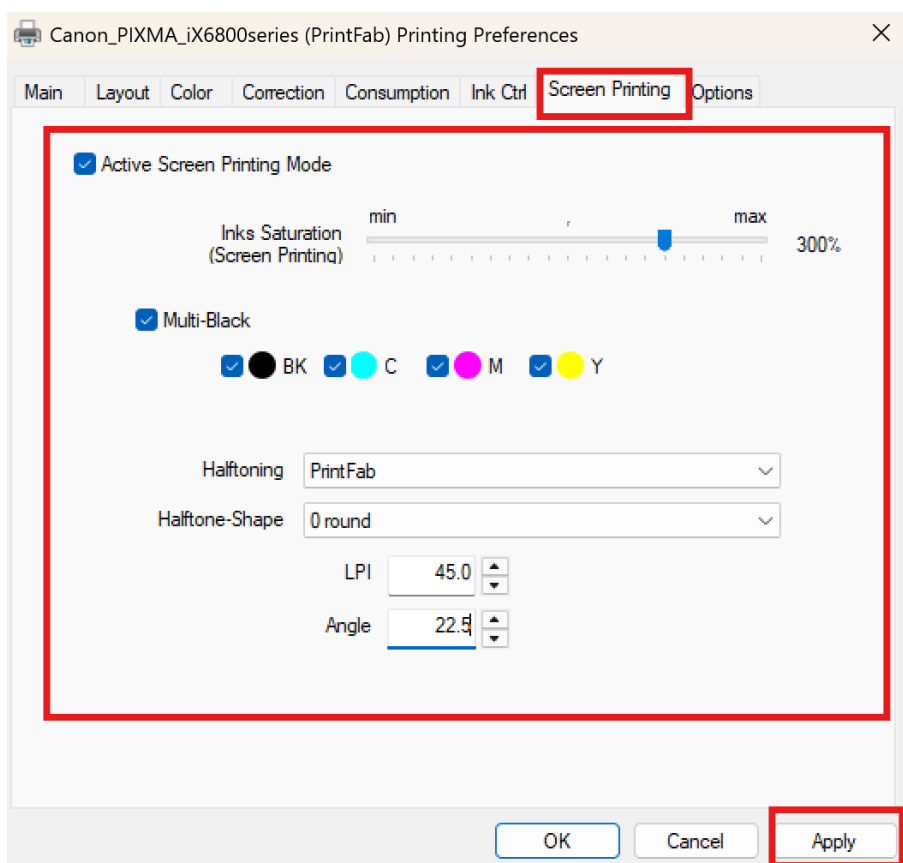 Canon_PIXMA_iX6800series (PrintFab) Printing Preferences
Main Layout Color Correction Consumption Ink Ctrl Screen Printing Options
Active Screen Printing Mode
min max
Inks Saturation
(Screen Printing)
300%
Multi-Black
BK C M Y
Halftoning PrintFab
Halftone-Shape 0 round
LPI 45.0
Angle 22.5
OK Cancel Apply